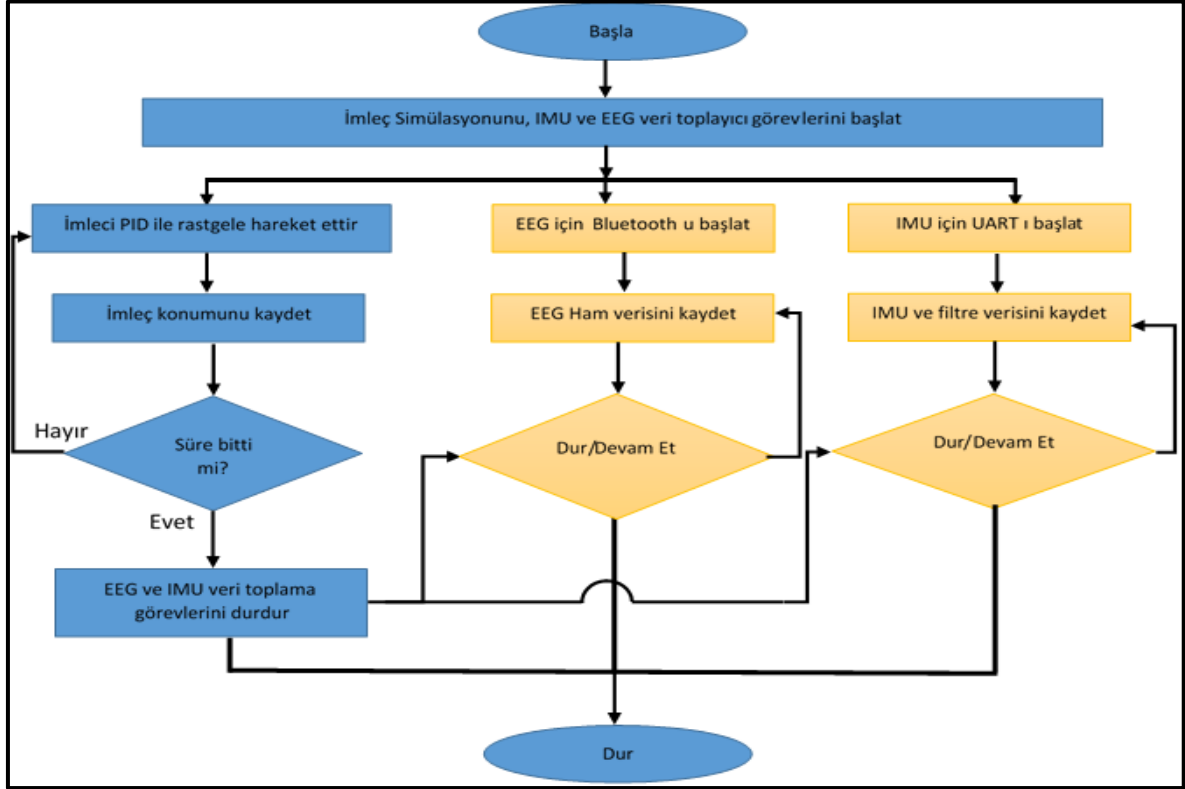 Başla
İmleç Simülasyonunu, IMU ve EEG veri toplayıcı görevlerini başlat
İmleci PID ile rastgele hareket ettir
EEG için Bluetooth u başlat
IMU için UART ı başlat
İmleç konumunu kaydet
EEG Ham verisini kaydet
IMU ve filtre verisini kaydet
Hayır
Süre bitti
mi?
Dur/Devam Et
Dur/Devam Et
Evet
EEG ve IMU veri toplama
görevlerini durdur
Dur